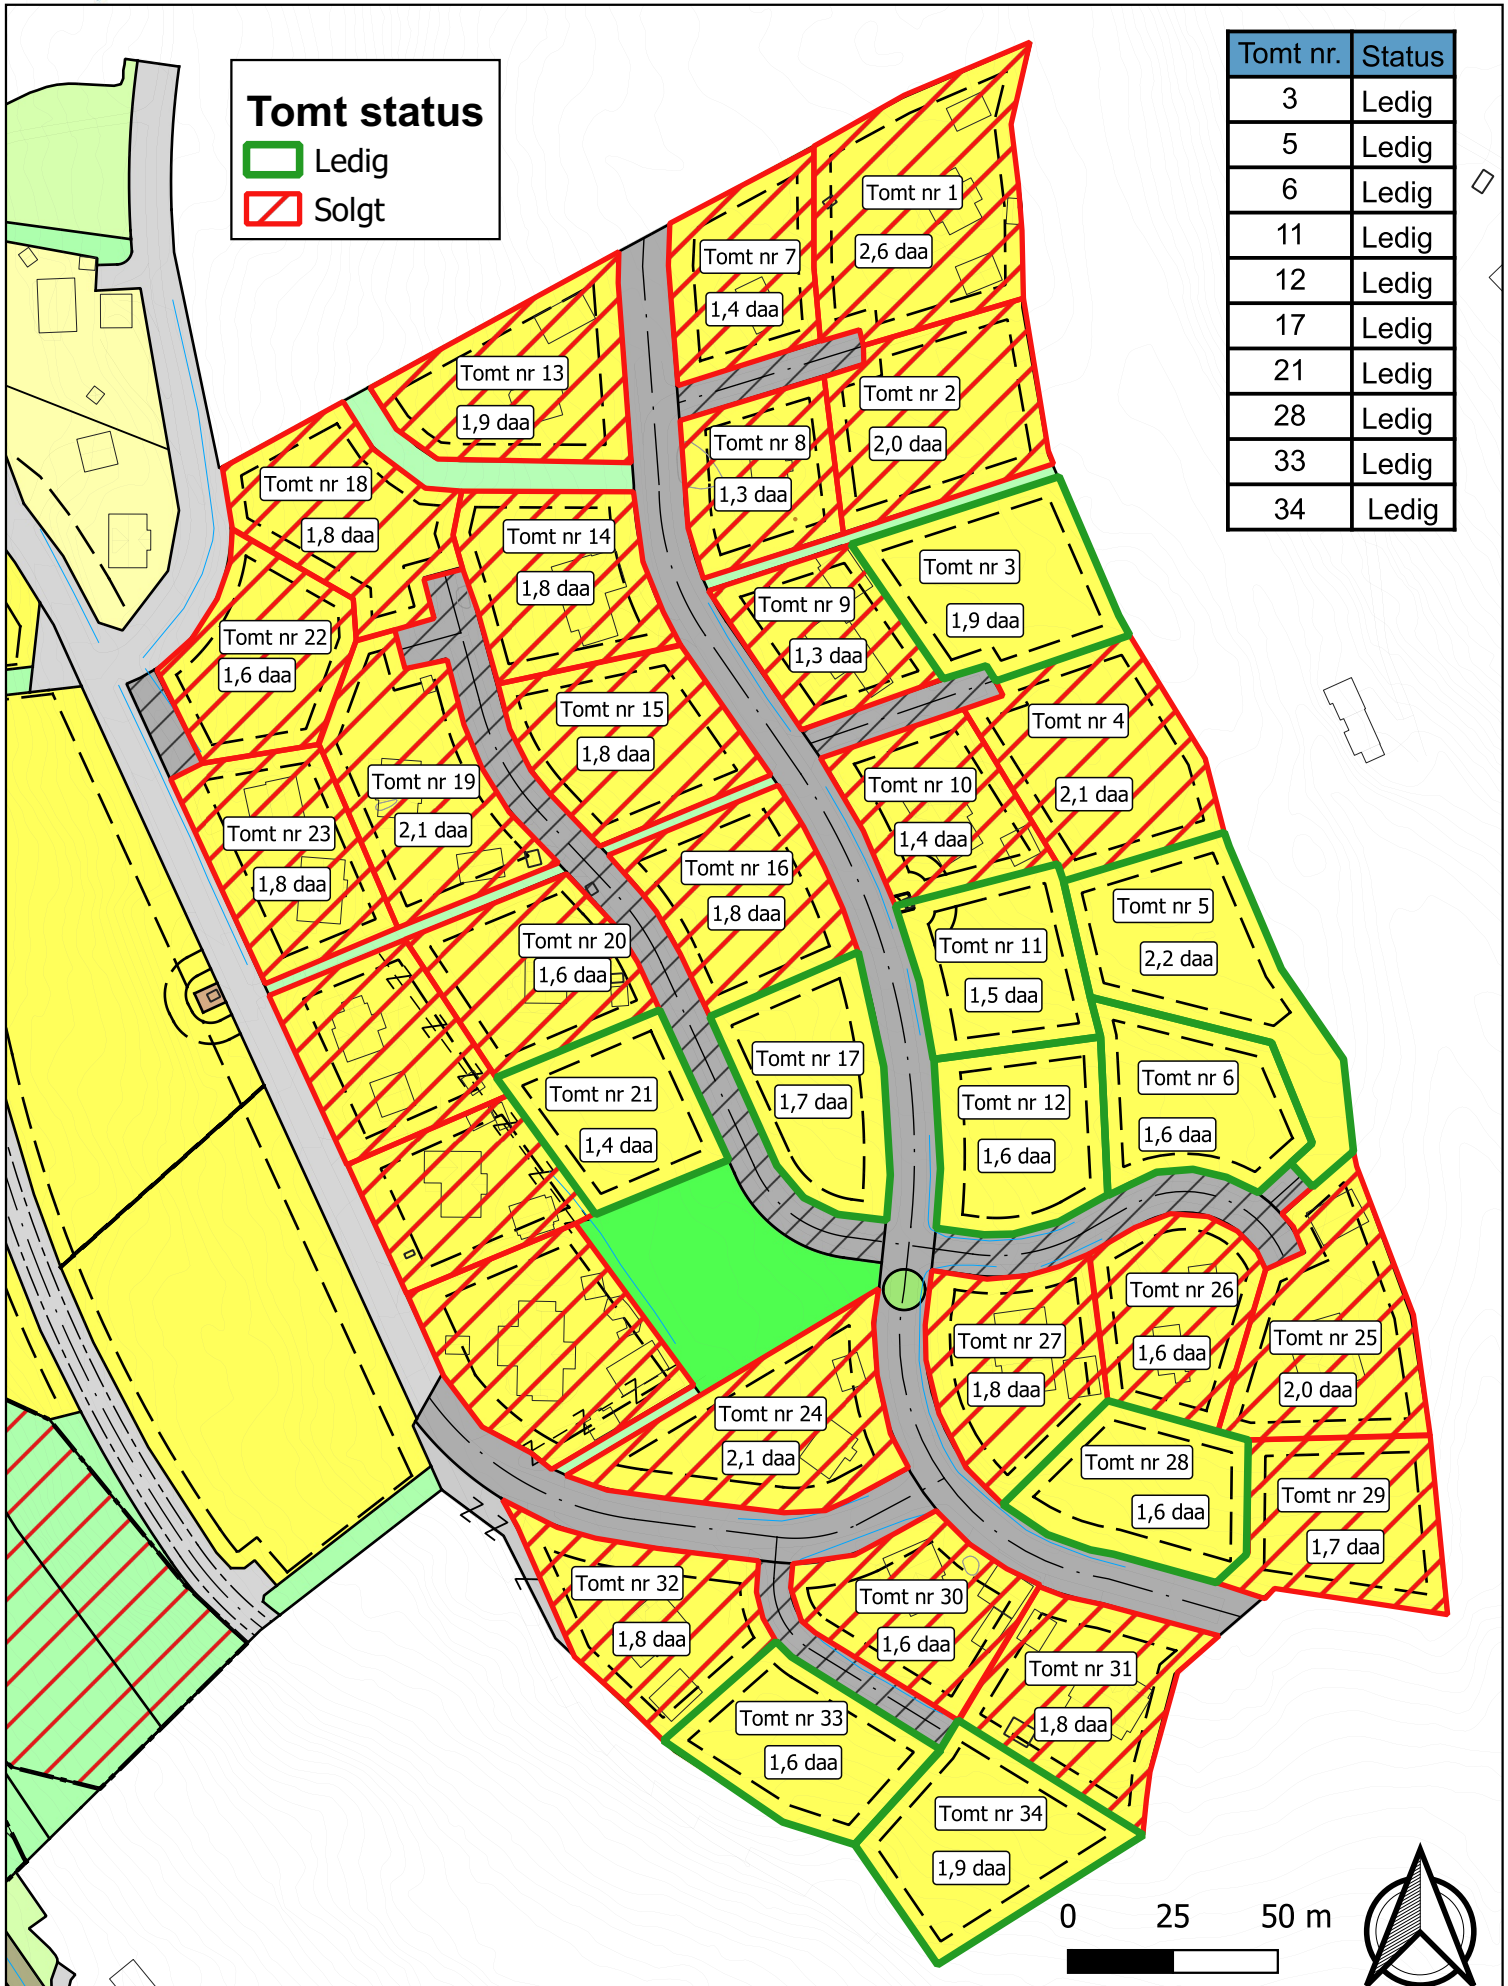 Tomt status
Ledig
Solgt
Tomt nr. Status
3 Ledig
5 Ledig
6 Ledig
11 Ledig
12 Ledig
17 Ledig
21 Ledig
28 Ledig
33 Ledig
34 Ledig
Tomt nr 1
2,6 daa
Tomt nr 7
1,4 daa
Tomt nr 13
1,9 daa
Tomt nr 2
2,0 daa
Tomt nr 8
1,3 daa
Tomt nr 18
1,8 daa
Tomt nr 14
1,8 daa
Tomt nr 3
1,9 daa
Tomt nr 9
1,3 daa
Tomt nr 22
1,6 daa
Tomt nr 15
1,8 daa
Tomt nr 4
2,1 daa
Tomt nr 19
2,1 daa
Tomt nr 10
1,4 daa
Tomt nr 23
1,8 daa
Tomt nr 16
1,8 daa
Tomt nr 5
2,2 daa
Tomt nr 20
1,6 daa
Tomt nr 11
1,5 daa
Tomt nr 17
1,7 daa
Tomt nr 6
1,6 daa
Tomt nr 21
1,4 daa
Tomt nr 12
1,6 daa
Tomt nr 26
1,6 daa
Tomt nr 27
1,8 daa
Tomt nr 25
2,0 daa
Tomt nr 24
2,1 daa
Tomt nr 28
1,6 daa
Tomt nr 29
1,7 daa
Tomt nr 32
1,8 daa
Tomt nr 30
1,6 daa
Tomt nr 31
1,8 daa
Tomt nr 33
1,6 daa
Tomt nr 34
1,9 daa
0 25 50 m